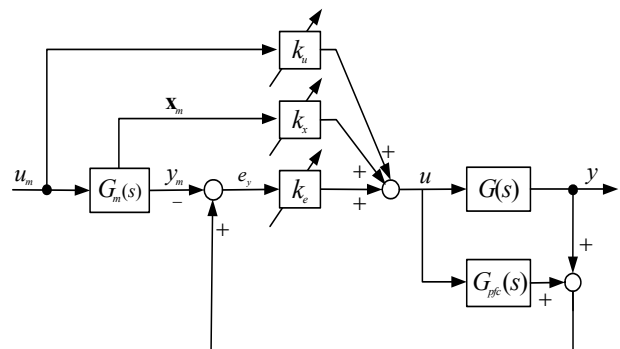 k_u
x_m
k_x
+
+
u_m
G_m(s)
y_m
−
e_y
k_e
+
u
G(s)
y
+
+
G_pfc(s)
+